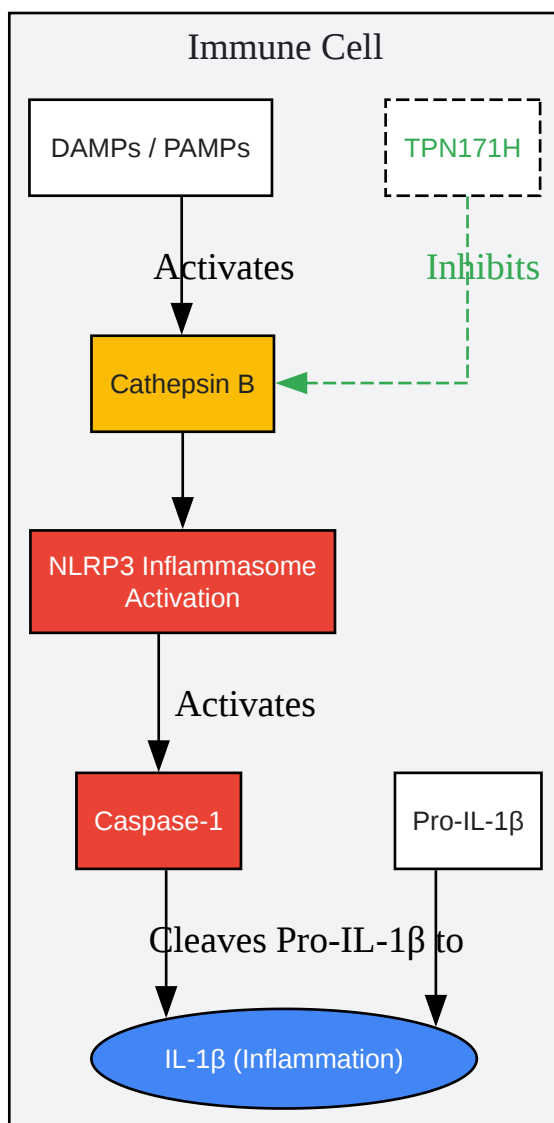 Immune Cell
DAMPs / PAMPs
TPN171H
Activates
Inhibits
Cathepsin B
NLRP3 Inflammasome
Activation
Activates
Caspase-1
Pro-IL-1β
Cleaves Pro-IL-1β to
IL-1β (Inflammation)